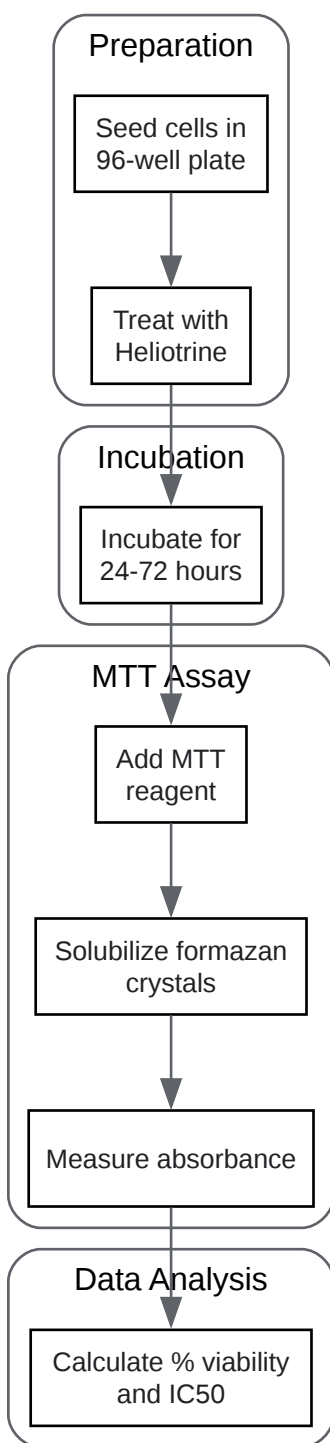 Preparation
Seed cells in
96-well plate
Treat with
Heliotrine
Incubation
Incubate for
24-72 hours
MTT Assay
Add MTT
reagent
Solubilize formazan
crystals
Measure absorbance
Data Analysis
Calculate % viability
and IC50